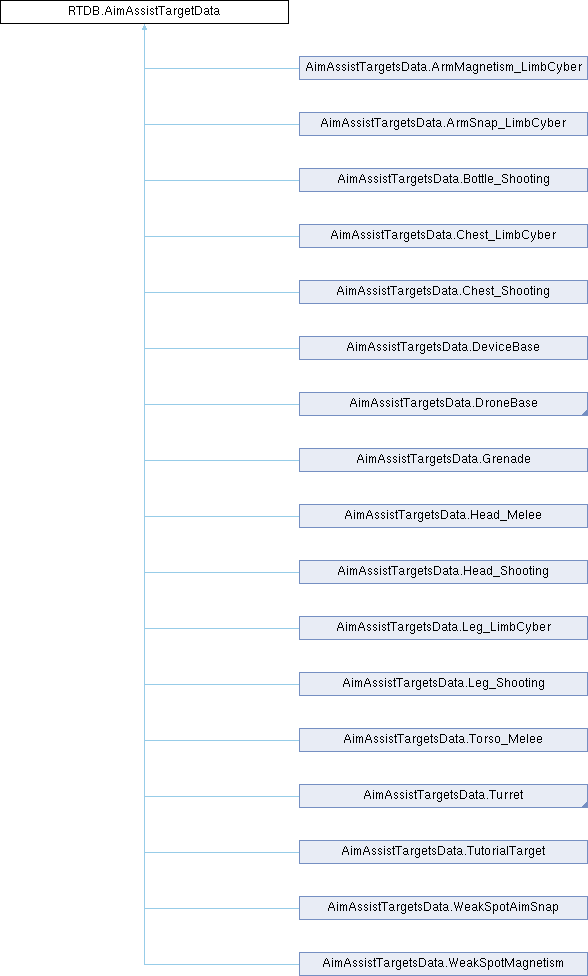 RTDB.AimAssistTargetData
AimAssistTargetsData.ArmMagnetism_LimbCyber
AimAssistTargetsData.ArmSnap_LimbCyber
AimAssistTargetsData.Bottle_Shooting
AimAssistTargetsData.Chest_LimbCyber
AimAssistTargetsData.Chest_Shooting
AimAssistTargetsData.DeviceBase
AimAssistTargetsData.DroneBase
AimAssistTargetsData.Grenade
AimAssistTargetsData.Head_Melee
AimAssistTargetsData.Head_Shooting
AimAssistTargetsData.Leg_LimbCyber
AimAssistTargetsData.Leg_Shooting
AimAssistTargetsData.Torso_Melee
AimAssistTargetsData.Turret
AimAssistTargetsData.TutorialTarget
AimAssistTargetsData.WeakSpotAimSnap
AimAssistTargetsData.WeakSpotMagnetism